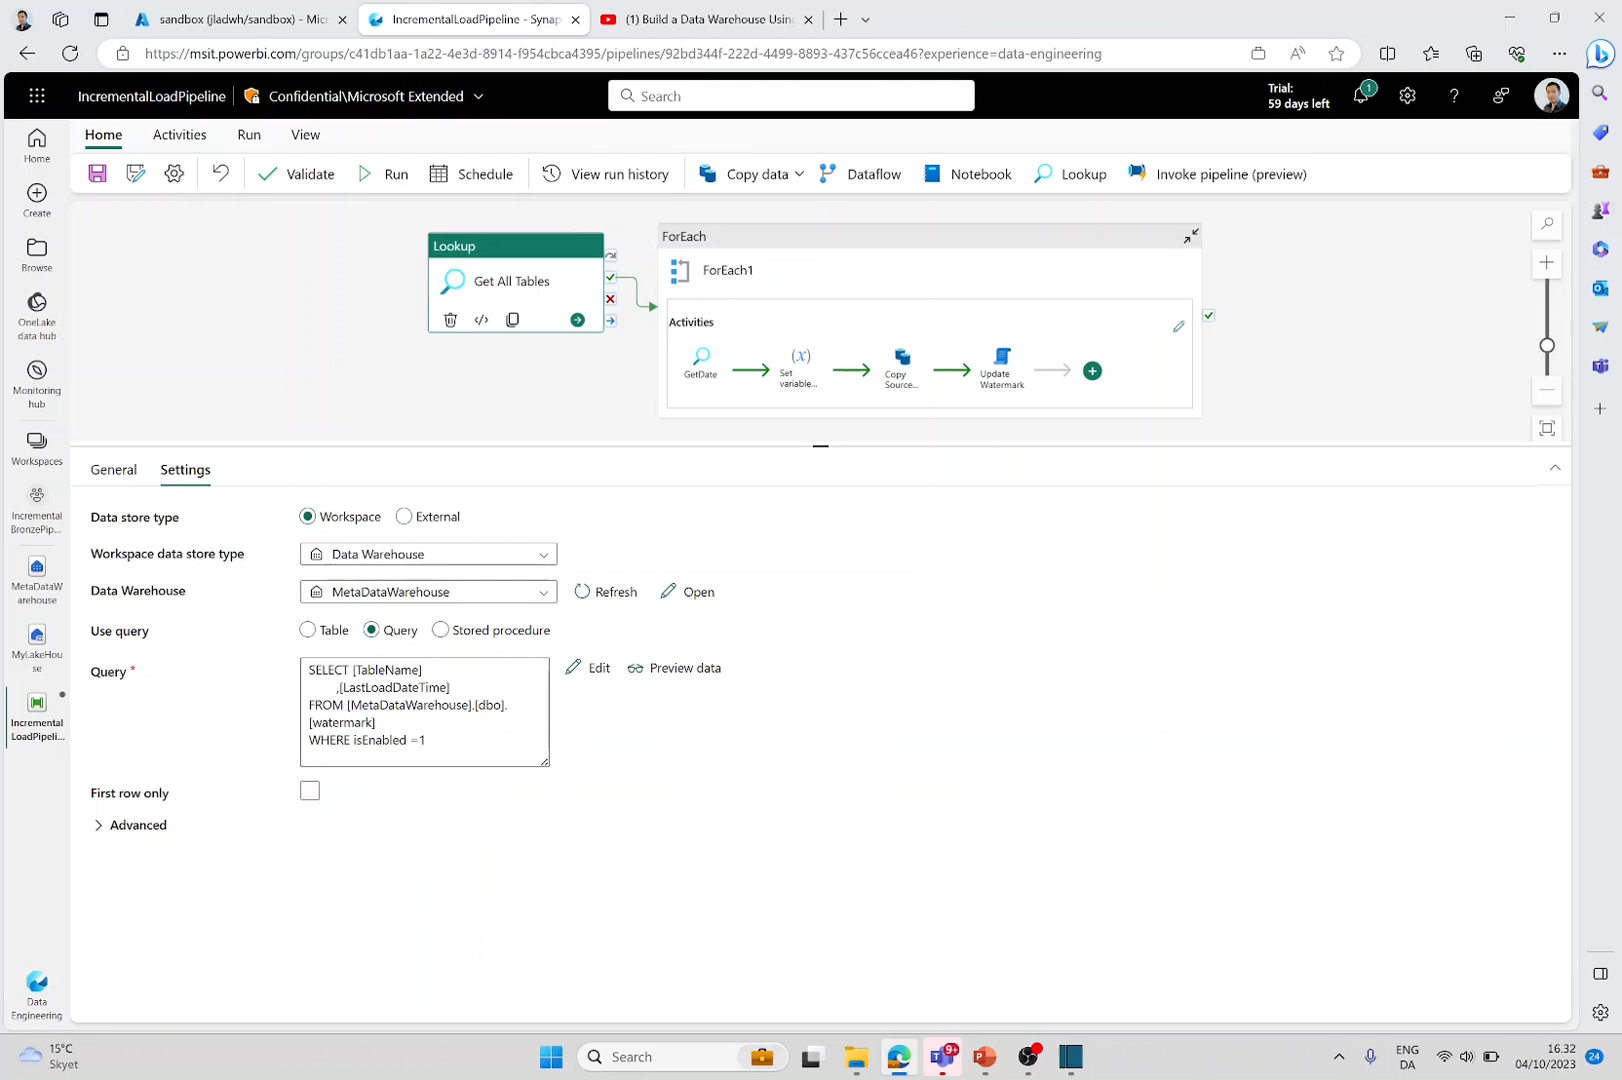 sandbox (jladwh/sandbox) - Micr
IncrementalLoadPipeline - Synap
(1) Build a Data Warehouse Using
https://msit.powerbi.com/groups/c41db1aa-1a22-4e3d-8914-f954cbca4395/pipelines/92bd344f-222d-4499-8893-437c56ccea46?experience=data-engineering
IncrementalLoadPipeline
Confidential\Microsoft Extended
Search
Trial:
59 days left
1
Home
Activities
Run
View
Validate
Run
Schedule
View run history
Copy data
Dataflow
Notebook
Lookup
Invoke pipeline (preview)
Home
Create
Browse
OneLake
data hub
Monitoring
hub
Workspaces
Incremental
BronzePip...
MetaDataW
arehouse
MyLakeHou
se
Incremental
LoadPipeli...
Data
Engineering
Lookup
Get All Tables
ForEach
ForEach1
Activities
GetDate
(x)
Set
variable...
Copy
Source...
Update
Watermark
General
Settings
Data store type
Workspace
External
Workspace data store type
Data Warehouse
Data Warehouse
MetaDataWarehouse
Refresh
Open
Use query
Table
Query
Stored procedure
Query *
SELECT [TableName]
,[LastLoadDateTime]
FROM [MetaDataWarehouse].[dbo].
[watermark]
WHERE isEnabled =1
Edit
Preview data
First row only
Advanced
15°C
Skyet
Search
9+
ENG
DA
16.32
04/10/2023
24